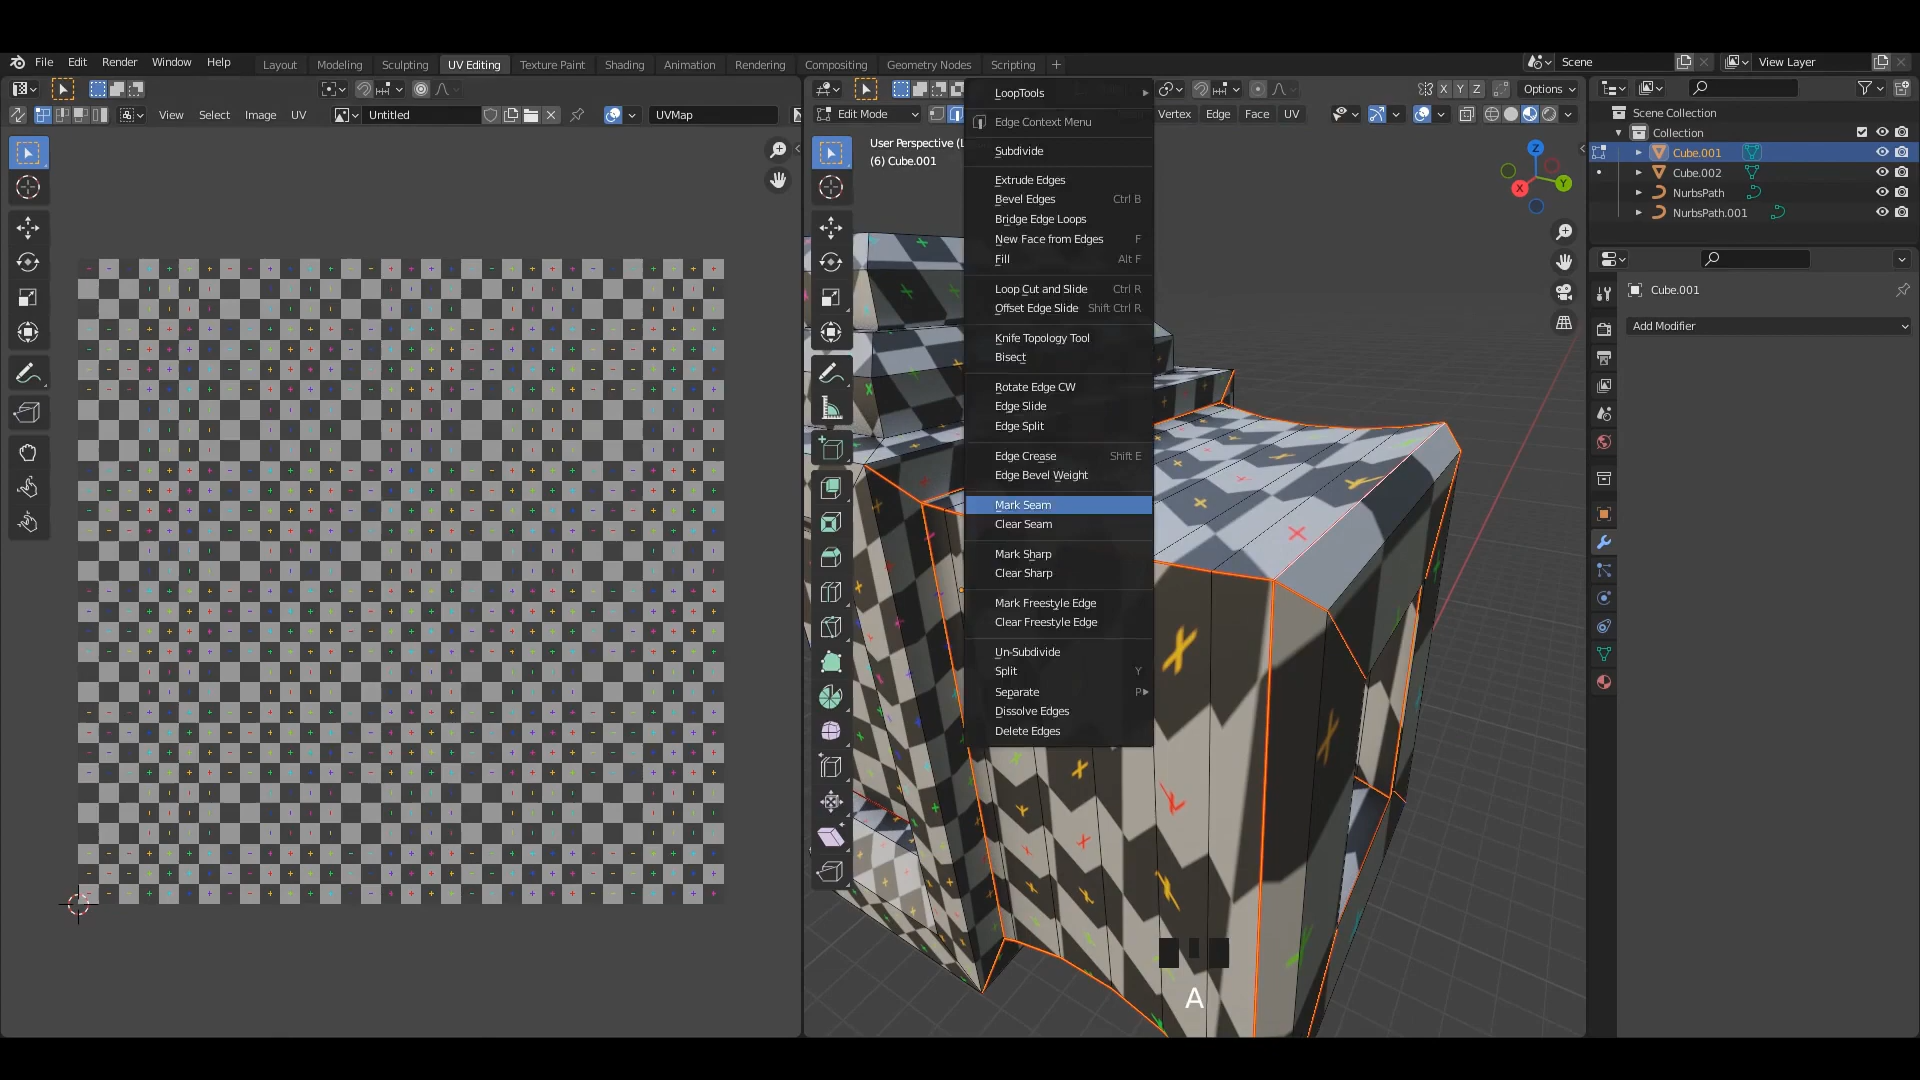 File Edit Render Window Help Layout Modeling Sculpting UV Editing Texture Paint Shading Animation Rendering Compositing Geometry Nodes Scripting + Scene View Layer
X Y Z Options
View Select Image UV Untitled UVMap Edit Mode Vertex Edge Face UV
User Perspective (L
(6) Cube.001
LoopTools
Edge Context Menu
Subdivide
Extrude Edges
Bevel Edges Ctrl B
Bridge Edge Loops
New Face from Edges F
Fill Alt F
Loop Cut and Slide Ctrl R
Offset Edge Slide Shift Ctrl R
Knife Topology Tool
Bisect
Rotate Edge CW
Edge Slide
Edge Split
Edge Crease Shift E
Edge Bevel Weight
Mark Seam
Clear Seam
Mark Sharp
Clear Sharp
Mark Freestyle Edge
Clear Freestyle Edge
Un-Subdivide
Split Y
Separate P
Dissolve Edges
Delete Edges
A
Z
X
Y
Scene Collection
Collection
Cube.001
Cube.002
NurbsPath
NurbsPath.001
Cube.001
Add Modifier